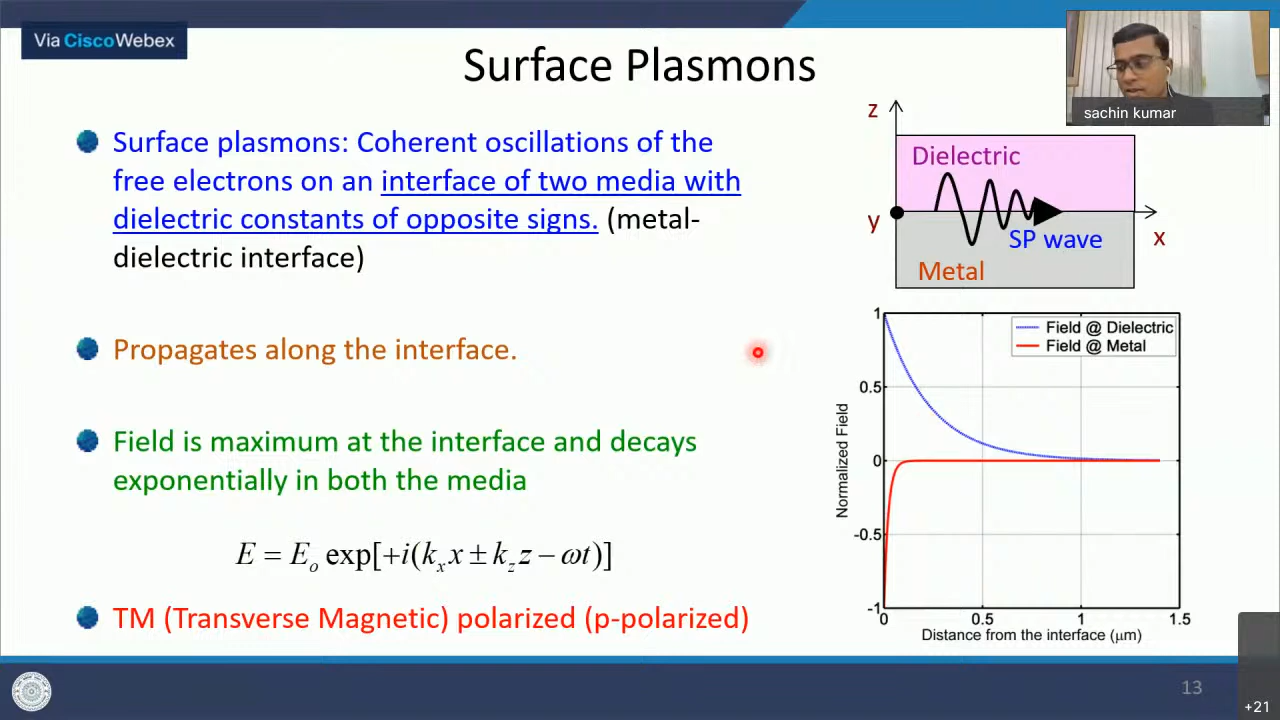 Via Cisco Webex
Surface Plasmons
sachin kumar
Surface plasmons: Coherent oscillations of the
free electrons on an interface of two media with
dielectric constants of opposite signs. (metal-
dielectric interface)
Propagates along the interface.
Field is maximum at the interface and decays
exponentially in both the media
E = E_o exp[+i(k_x x ± k_z z − ωt)]
TM (Transverse Magnetic) polarized (p-polarized)
z
Dielectric
y
SP wave
x
Metal
Field @ Dielectric
Field @ Metal
1
0.5
0
-0.5
-1
Normalized Field
0 0.5 1 1.5
Distance from the interface (μm)
13
+21